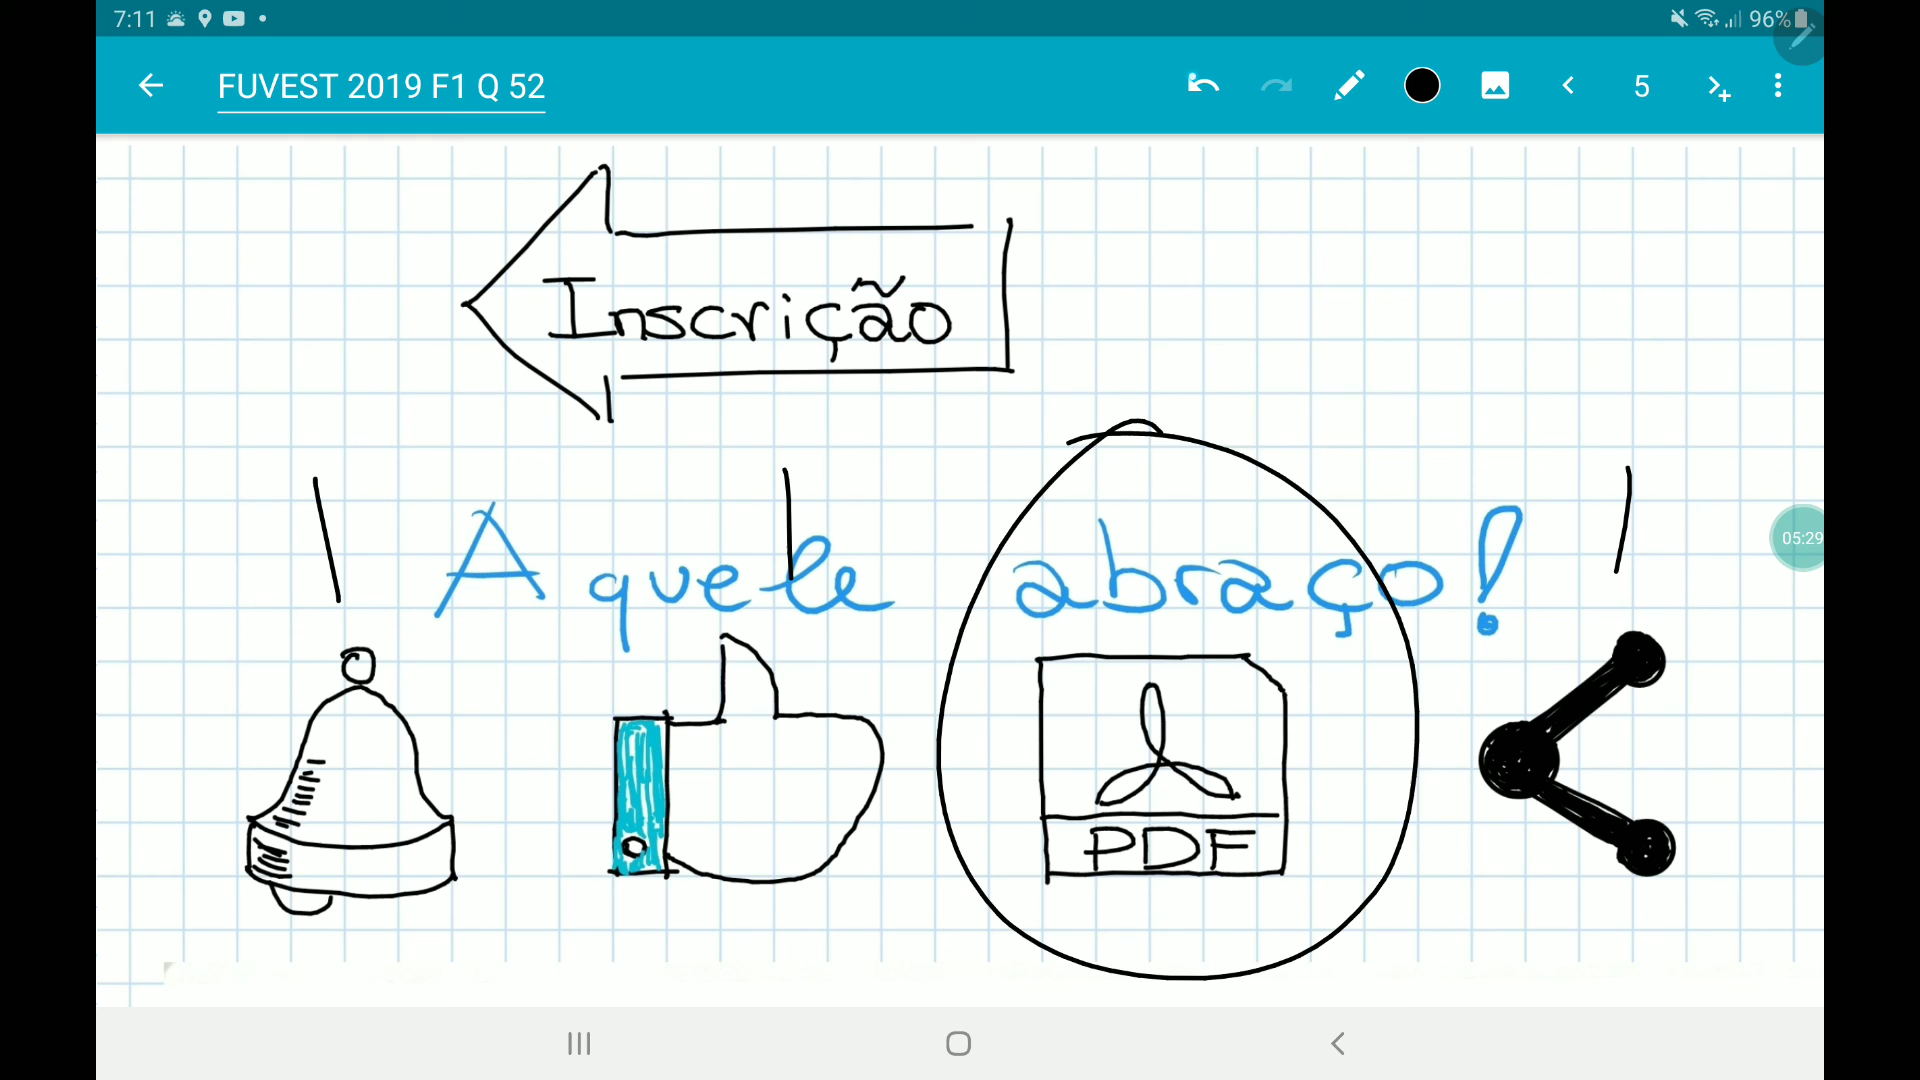 7:11 96%
FUVEST 2019 F1 Q 52 5
Inscrição
Aquele abraço!
05:29
PDF